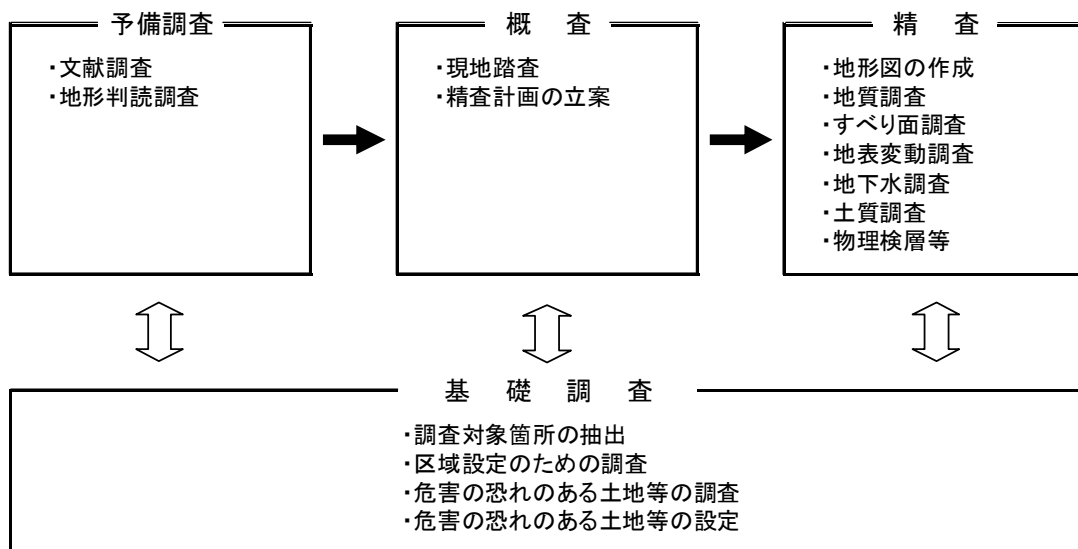 予備調査
・文献調査
・地形判読調査
概 査
・現地踏査
・精査計画の立案
精 査
・地形図の作成
・地質調査
・すべり面調査
・地表変動調査
・地下水調査
・土質調査
・物理検層等
基 礎 調 査
・調査対象箇所の抽出
・区域設定のための調査
・危害の恐れのある土地等の調査
・危害の恐れのある土地等の設定